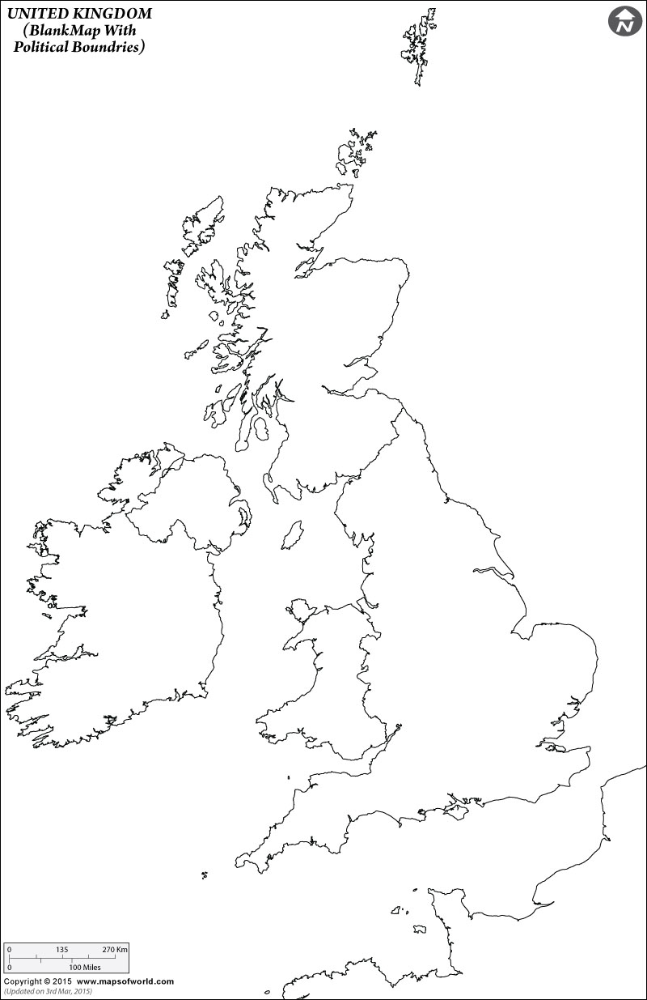 UNITED KINGDOM
(BlankMap With
Political Boundries)
N
0 135 270 Km
0 100 Miles
Copyright © 2015 www.mapsofworld.com
(Updated on 3rd Mar, 2015)